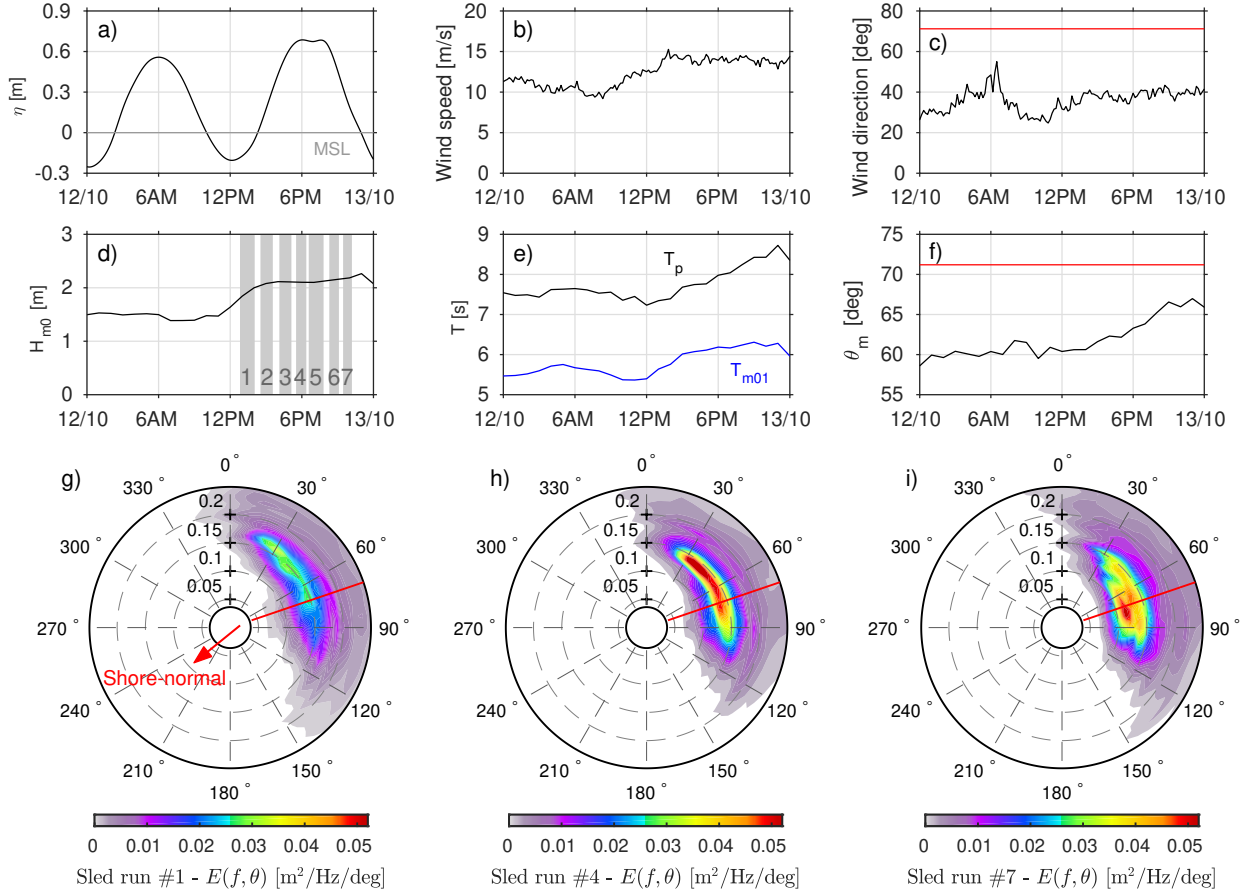 a)
η [m]
0.9
0.6
0.3
0
-0.3
MSL
12/10 6AM 12PM 6PM 13/10
b)
Wind speed [m/s]
20
15
10
5
0
12/10 6AM 12PM 6PM 13/10
c)
Wind direction [deg]
80
60
40
20
0
12/10 6AM 12PM 6PM 13/10
d)
H_m0 [m]
3
2
1
0
1 2 3 4 5 6 7
12/10 6AM 12PM 6PM 13/10
e)
T [s]
9
8
7
6
5
T_p
T_m01
12/10 6AM 12PM 6PM 13/10
f)
θ_m [deg]
75
70
65
60
55
12/10 6AM 12PM 6PM 13/10
g)
0 °
30 °
60 °
90 °
120 °
150 °
180 °
210 °
240 °
270 °
300 °
330 °
0.2
0.15
0.1
0.05
Shore-normal
0 0.01 0.02 0.03 0.04 0.05
Sled run #1 - E(f, θ) [m²/Hz/deg]
h)
0 °
30 °
60 °
90 °
120 °
150 °
180 °
210 °
240 °
270 °
300 °
330 °
0.2
0.15
0.1
0.05
0 0.01 0.02 0.03 0.04 0.05
Sled run #4 - E(f, θ) [m²/Hz/deg]
i)
0 °
30 °
60 °
90 °
120 °
150 °
180 °
210 °
240 °
270 °
300 °
330 °
0.2
0.15
0.1
0.05
0 0.01 0.02 0.03 0.04 0.05
Sled run #7 - E(f, θ) [m²/Hz/deg]